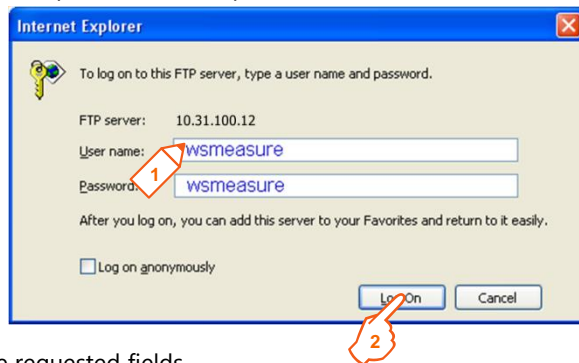 Internet Explorer
To log on to this FTP server, type a user name and password.
FTP server: 10.31.100.12
User name: wsmeasure
1
Password: wsmeasure
After you log on, you can add this server to your Favorites and return to it easily.
Log on anonymously
Log On Cancel
2
requested fields